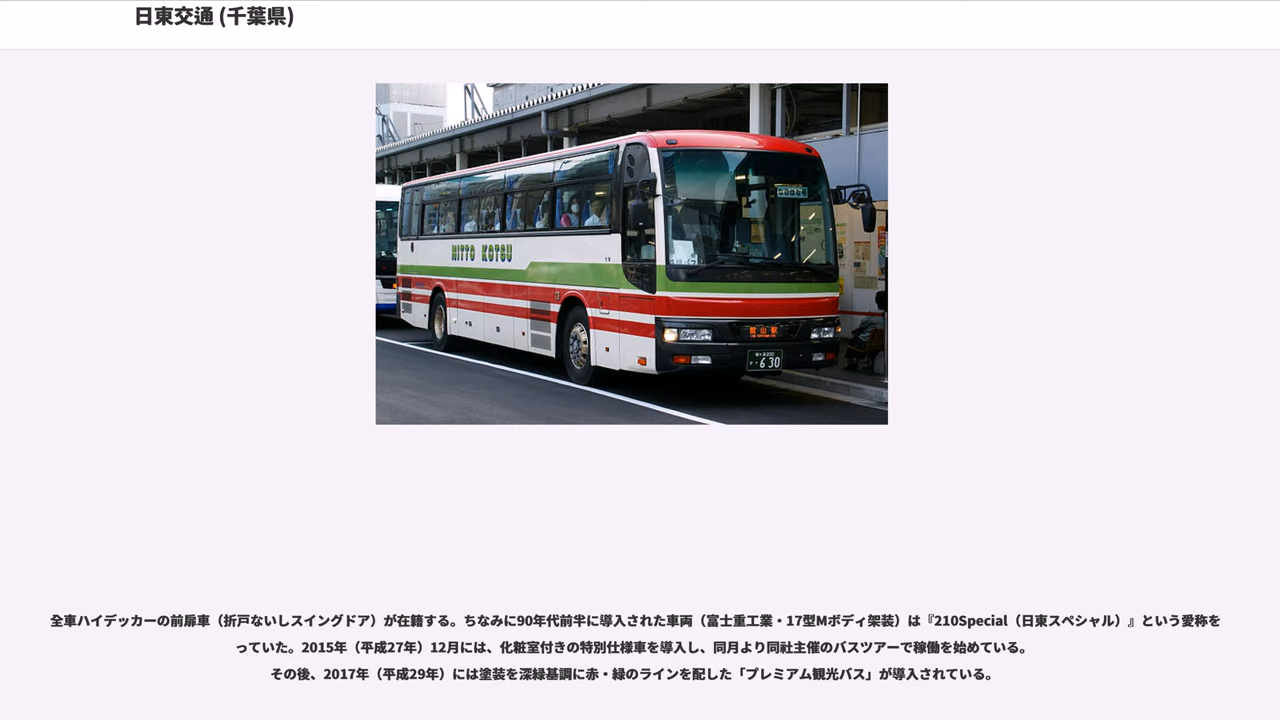 日東交通 (千葉県)
NITTO KOTSU
館山駅
630
全車ハイデッカーの前扉車（折戸ないしスイングドア）が在籍する。ちなみに90年代前半に導入された車両（富士重工業・17型Mボディ架装）は『210Special（日東スペシャル）』という愛称を
っていた。2015年（平成27年）12月には、化粧室付きの特別仕様車を導入し、同月より同社主催のバスツアーで稼働を始めている。
その後、2017年（平成29年）には塗装を深緑基調に赤・緑のラインを配した「プレミアム観光バス」が導入されている。